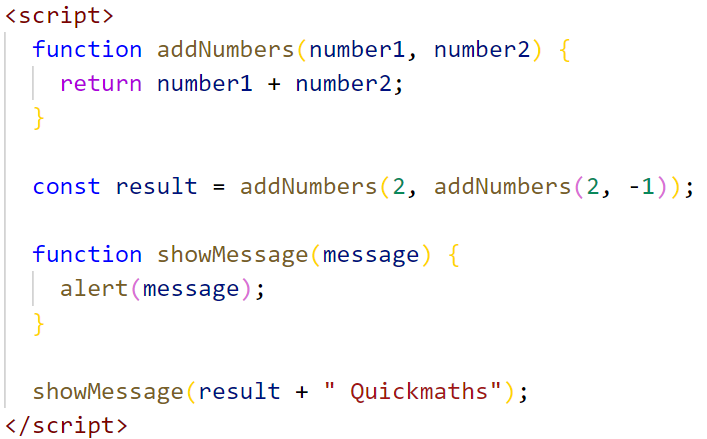 <script>
function addNumbers(number1, number2) {
return number1 + number2;
}
const result = addNumbers(2, addNumbers(2, -1));
function showMessage(message) {
alert(message);
}
showMessage(result + " Quickmaths");
</script>